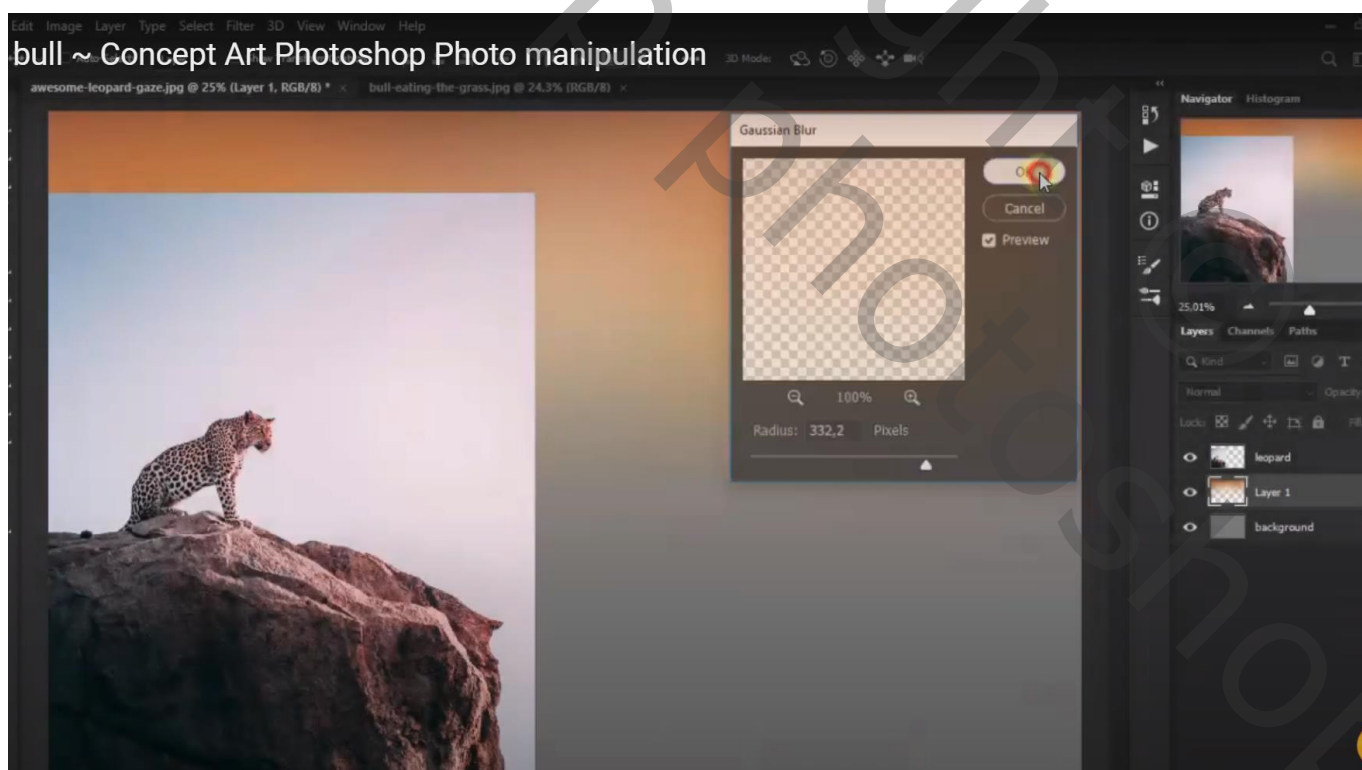 Edit Image Layer Type Select Filter 3D View Window Help
bull ~ Concept Art Photoshop Photo manipulation
3D Mode:
awesome-leopard-gaze.jpg @ 25% (Layer 1, RGB/8) * ×
bull-eating-the-grass.jpg @ 24.3% (RGB/8) ×
Navigator Histogram
Gaussian Blur
Cancel
Preview
100%
Radius: 332,2 Pixels
25,01%
Layers Channels Paths
Kind
Normal
Opacity
Lock:
leopard
Layer 1
background
Photoshop